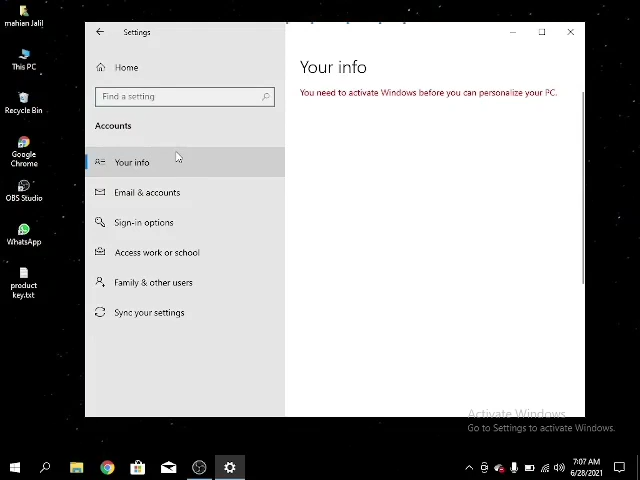 mahian Jalil
This PC
Recycle Bin
Google
Chrome
OBS Studio
WhatsApp
product
key.txt
Settings
Home
Find a setting
Accounts
Your info
Email & accounts
Sign-in options
Access work or school
Family & other users
Sync your settings
Your info
You need to activate Windows before you can personalize your PC.
Activate Windows
Go to Settings to activate Windows.
7:07 AM
6/28/2021